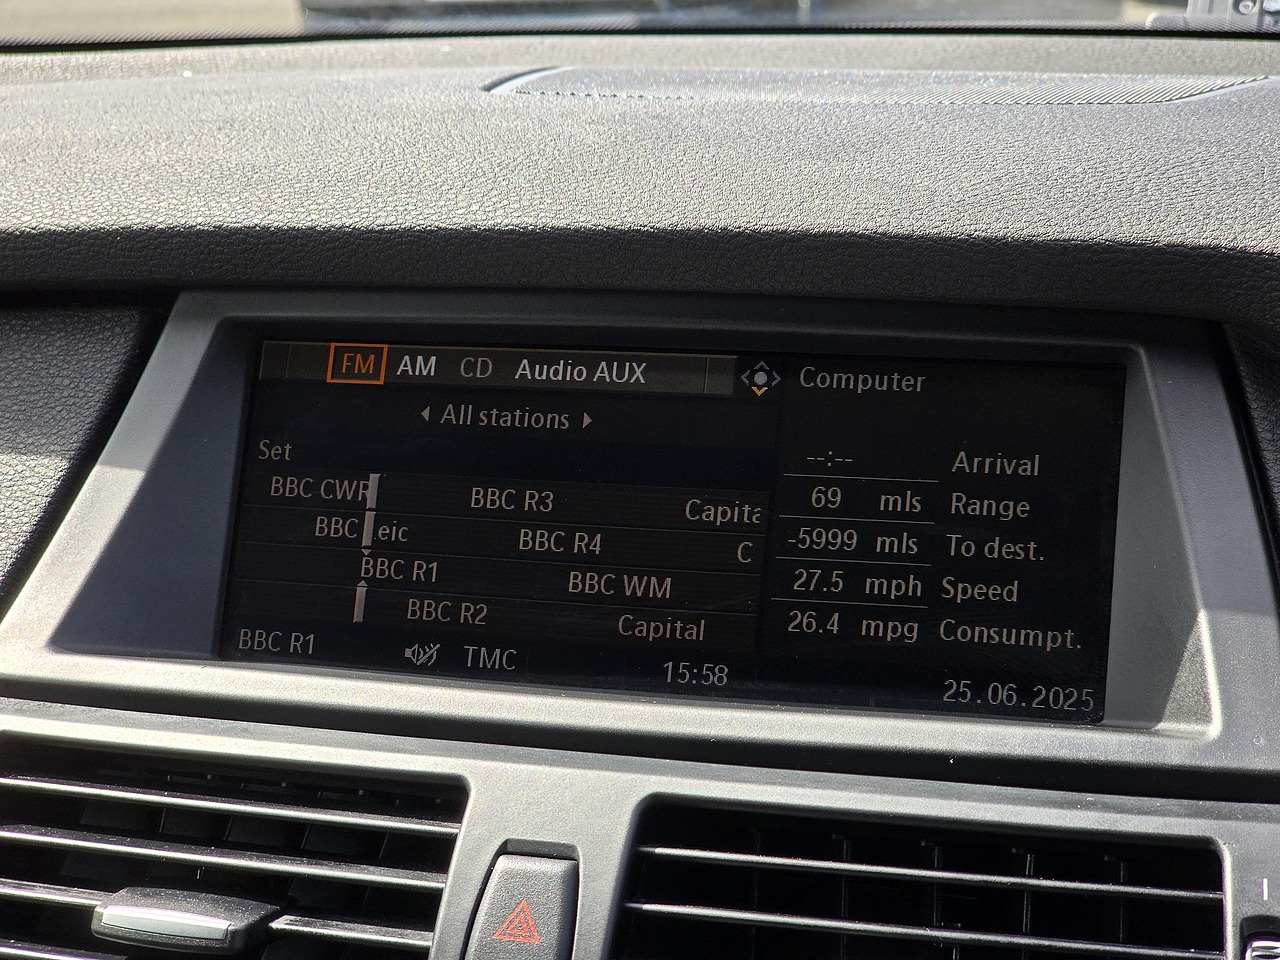 FM AM CD Audio AUX
Computer
All stations
Set
--:-- Arrival
BBC CWR BBC R3 Capita
69 mls Range
BBC Leic BBC R4 C
-5999 mls To dest.
BBC R1 BBC WM
27.5 mph Speed
BBC R2 Capital
26.4 mpg Consumpt.
BBC R1 TMC 15:58
25.06.2025